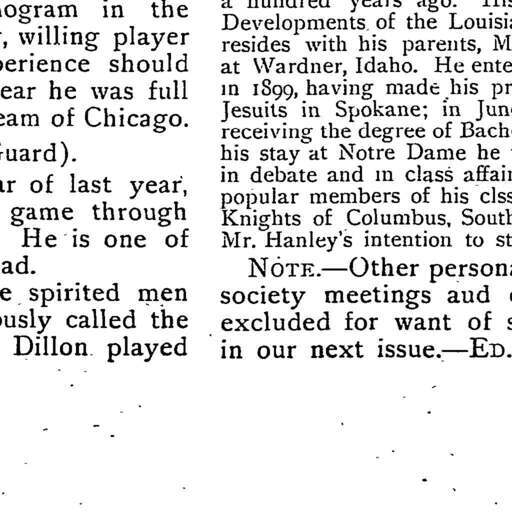 nogram in the
, willing player
perience should
ear he was full
eam of Chicago.
Guard).
ar of last year,
game through
He is one of
ad.
e spirited men
ously called the
Dillon played
a hundred years ago. His
Developments of the Louisia
resides with his parents, M
at Wardner, Idaho. He ente
in 1899, having made his pr
Jesuits in Spokane; in Jun
receiving the degree of Bach
his stay at Notre Dame he
in debate and in class affair
popular members of his clss
Knights of Columbus, South
Mr. Hanley's intention to st
NOTE.—Other persona
society meetings aud
excluded for want of s
in our next issue.—ED.